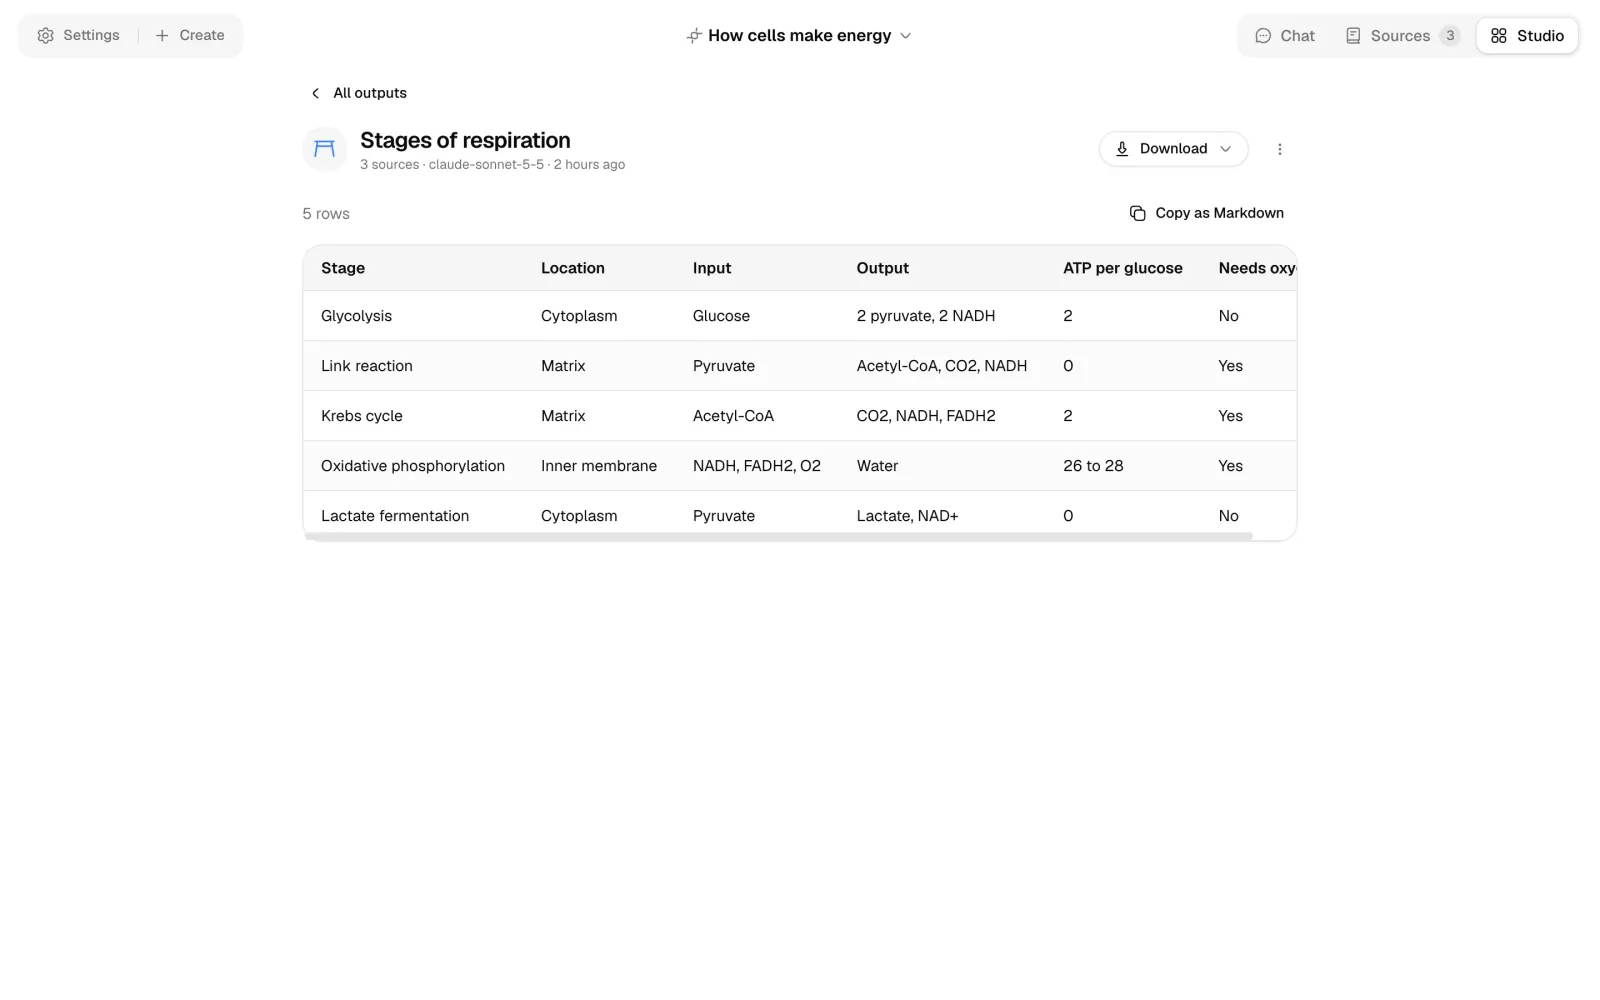 Settings
Create
How cells make energy
Chat
Sources 3
Studio
All outputs
Stages of respiration
3 sources · claude-sonnet-5-5 · 2 hours ago
Download
5 rows
Copy as Markdown
Stage Location Input Output ATP per glucose Needs oxy
Glycolysis Cytoplasm Glucose 2 pyruvate, 2 NADH 2 No
Link reaction Matrix Pyruvate Acetyl-CoA, CO2, NADH 0 Yes
Krebs cycle Matrix Acetyl-CoA CO2, NADH, FADH2 2 Yes
Oxidative phosphorylation Inner membrane NADH, FADH2, O2 Water 26 to 28 Yes
Lactate fermentation Cytoplasm Pyruvate Lactate, NAD+ 0 No